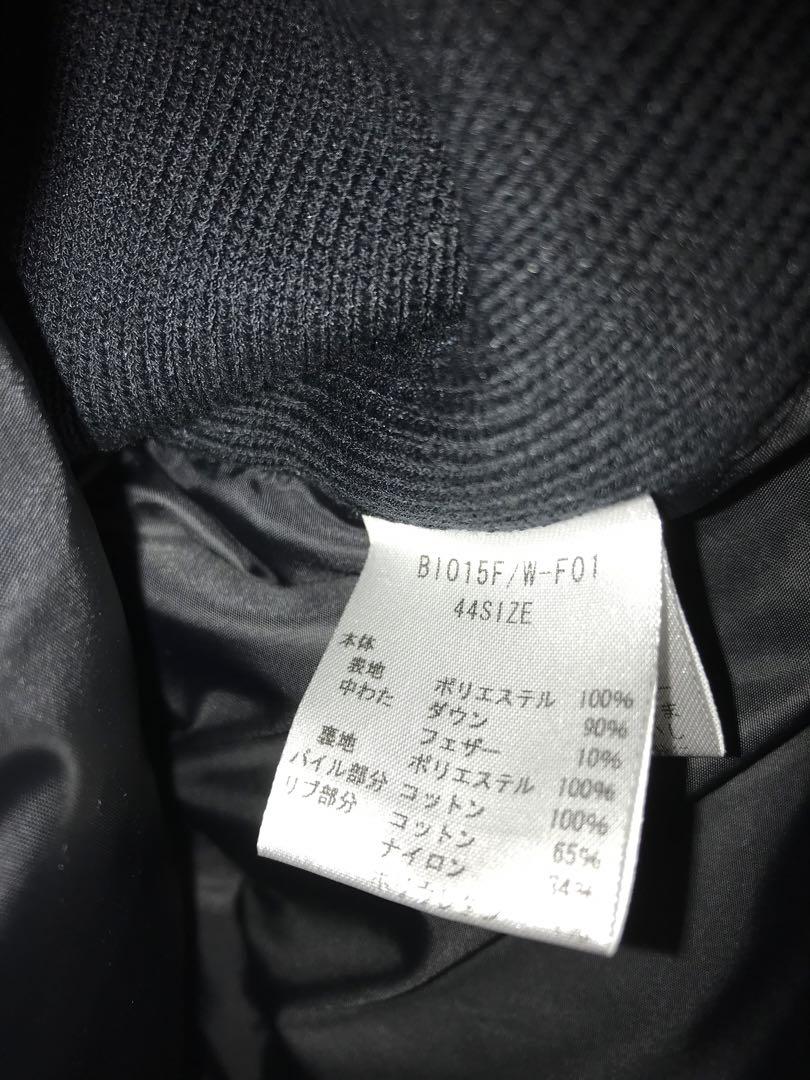 BI015F/W-F01
44SIZE
本体
表地 ポリエステル 100%
中わた ダウン 90%
フェザー 10%
裏地 ポリエステル 100%
パイル部分 コットン 100%
リブ部分 コットン 65%
ナイロン 34%